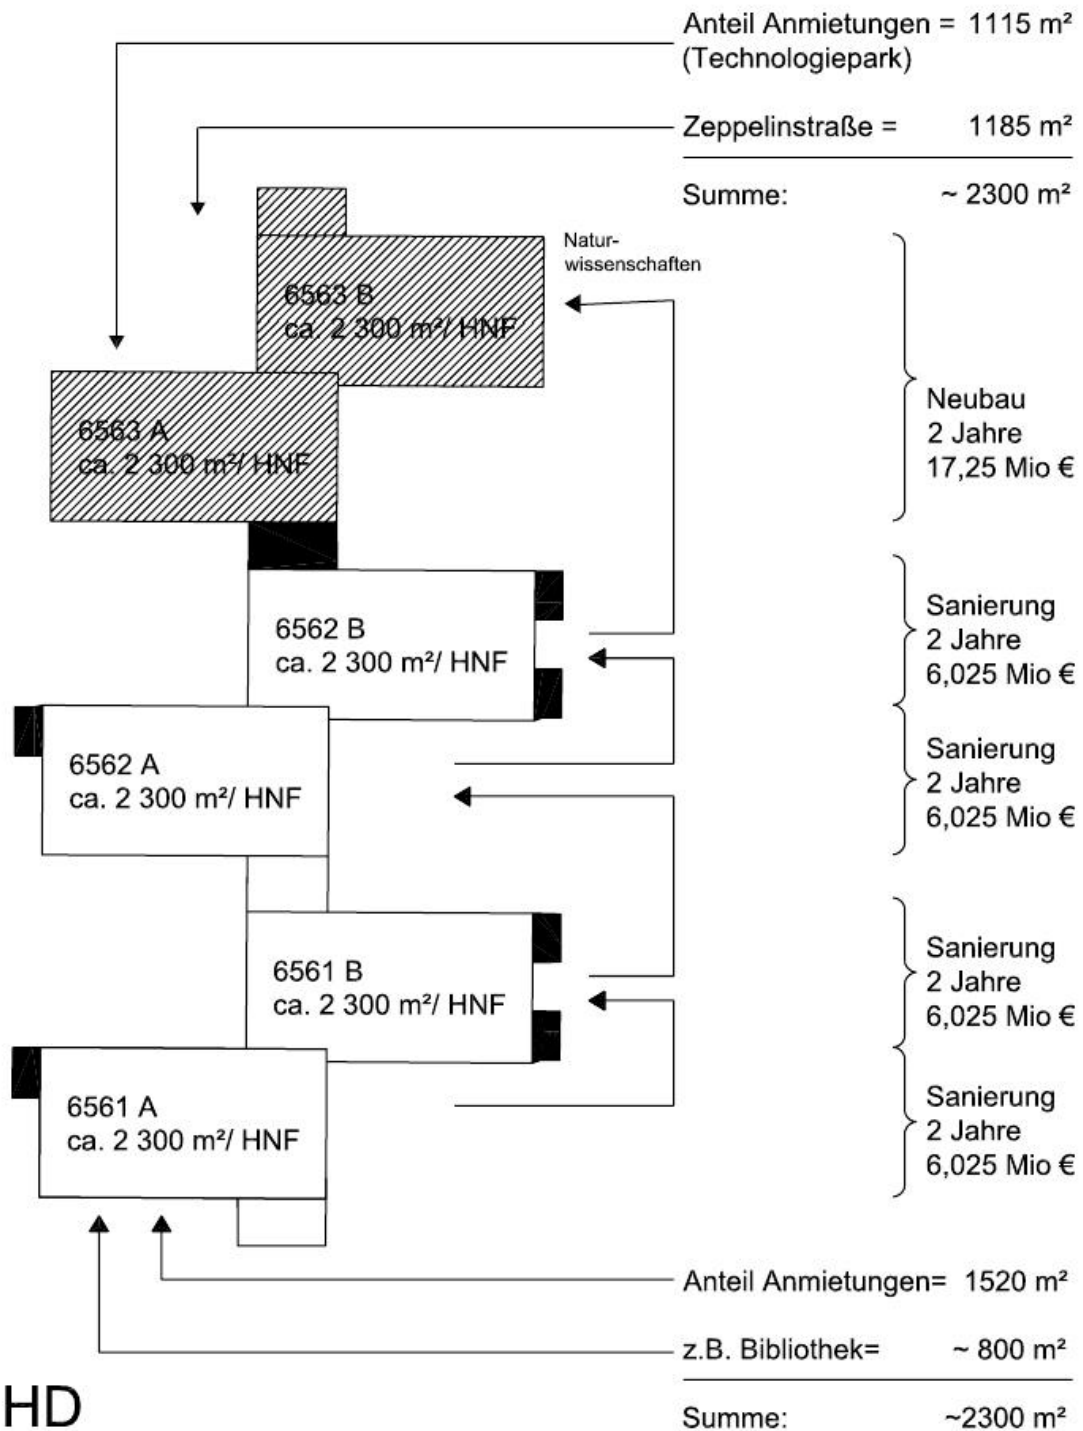 Anteil Anmietungen = 1115 m²
(Technologiepark)
Zeppelinstraße = 1185 m²
Summe: ~ 2300 m²
Natur-
wissenschaften
6563 B
ca. 2 300 m²/ HNF
6563 A
ca. 2 300 m²/ HNF
Neubau
2 Jahre
17,25 Mio €
6562 B
ca. 2 300 m²/ HNF
Sanierung
2 Jahre
6,025 Mio €
6562 A
ca. 2 300 m²/ HNF
Sanierung
2 Jahre
6,025 Mio €
6561 B
ca. 2 300 m²/ HNF
Sanierung
2 Jahre
6,025 Mio €
6561 A
ca. 2 300 m²/ HNF
Sanierung
2 Jahre
6,025 Mio €
Anteil Anmietungen= 1520 m²
z.B. Bibliothek= ~ 800 m²
Summe: ~2300 m²
HD